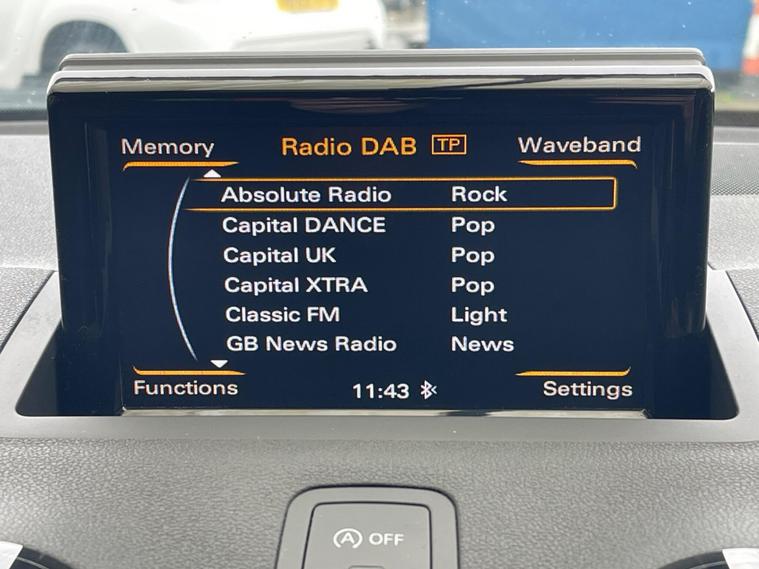 Memory Radio DAB TP Waveband
Absolute Radio Rock
Capital DANCE Pop
Capital UK Pop
Capital XTRA Pop
Classic FM Light
GB News Radio News
Functions 11:43 Settings
A OFF